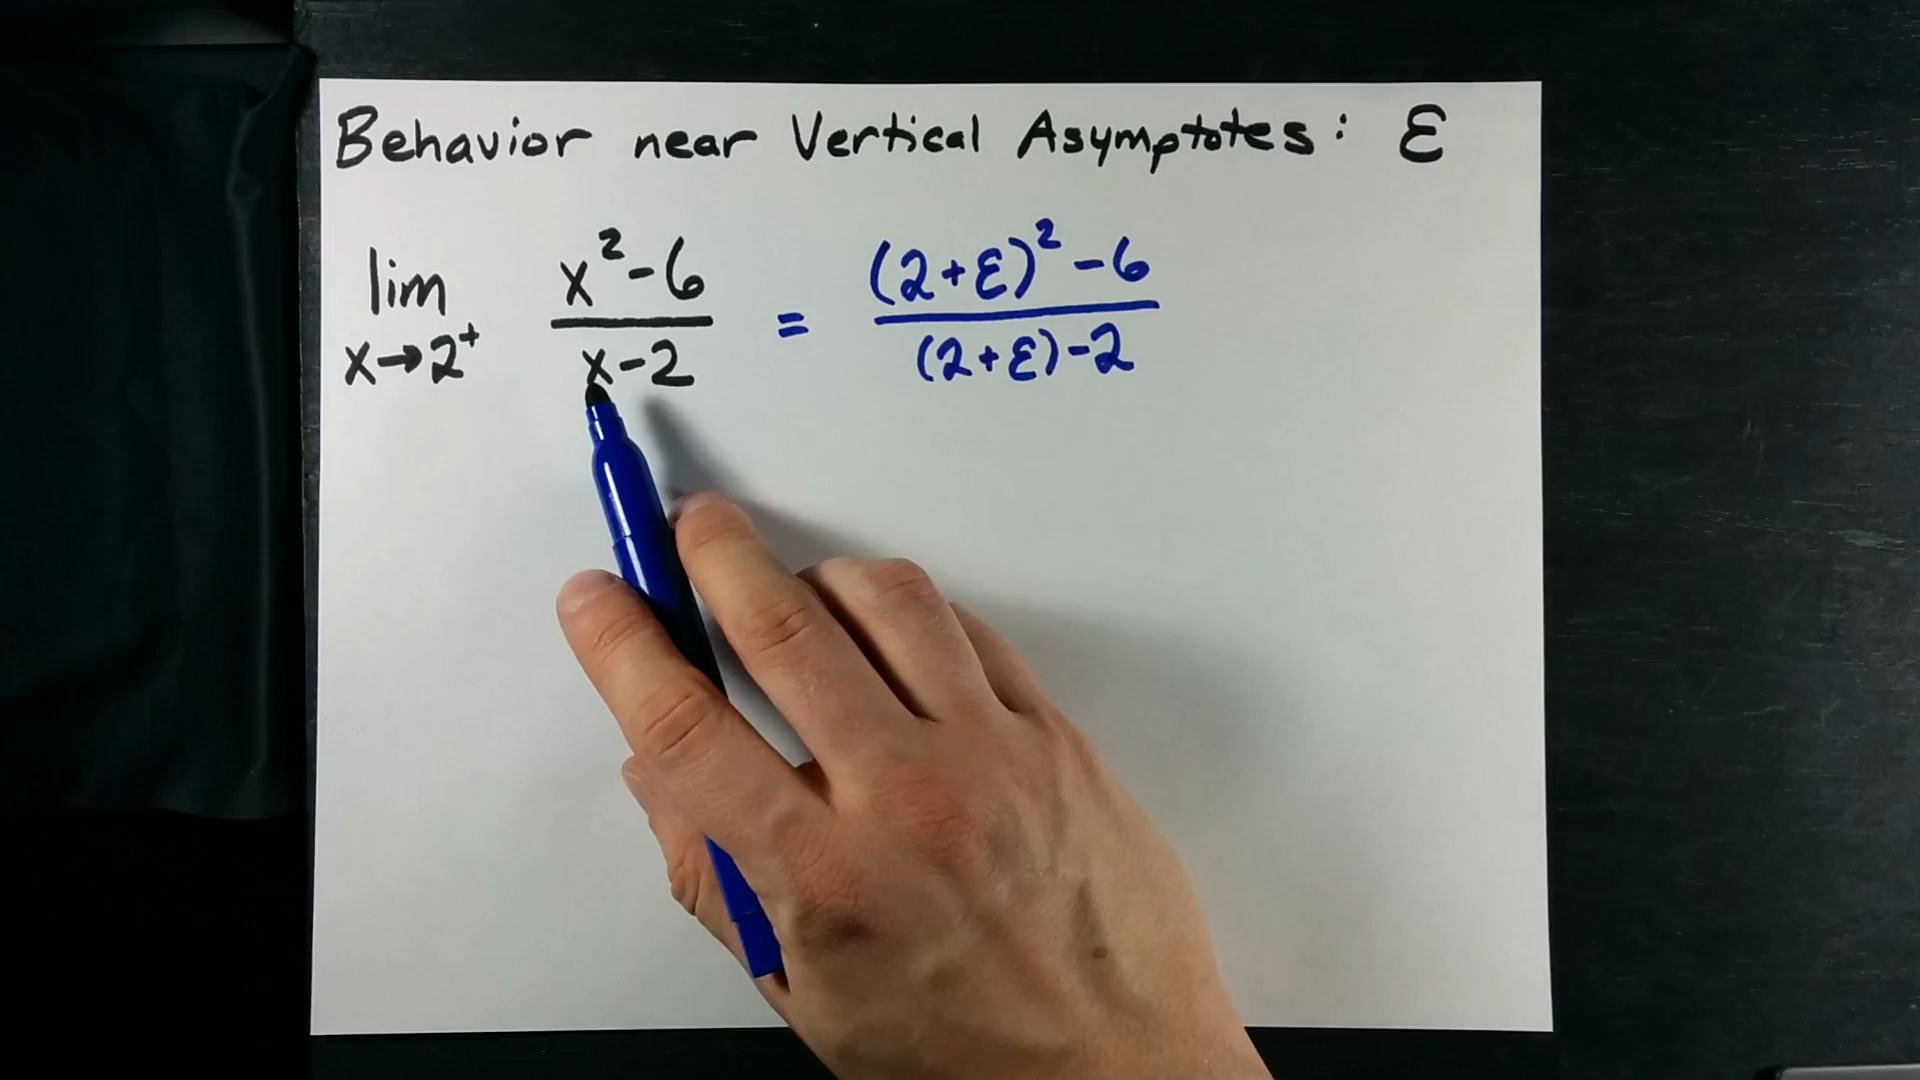 Behavior near Vertical Asymptotes: ε
lim x→2⁺ (x²-6)/(x-2) = ((2+ε)²-6)/((2+ε)-2)